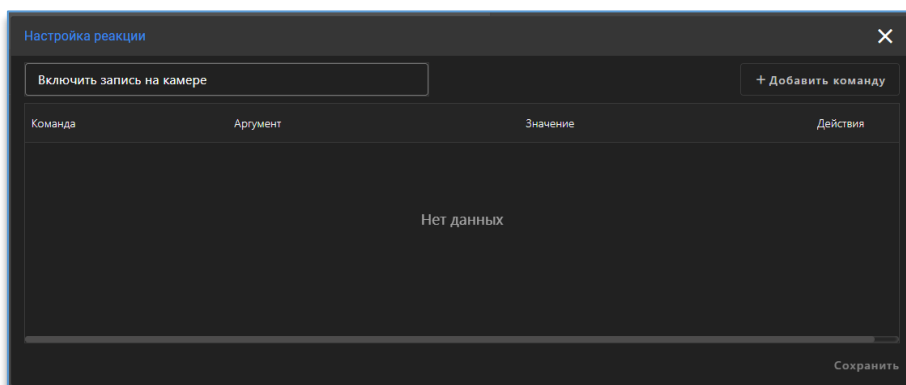 Настройка реакции
Включить запись на камере
+ Добавить команду
Команда Аргумент Значение Действия
Нет данных
Сохранить